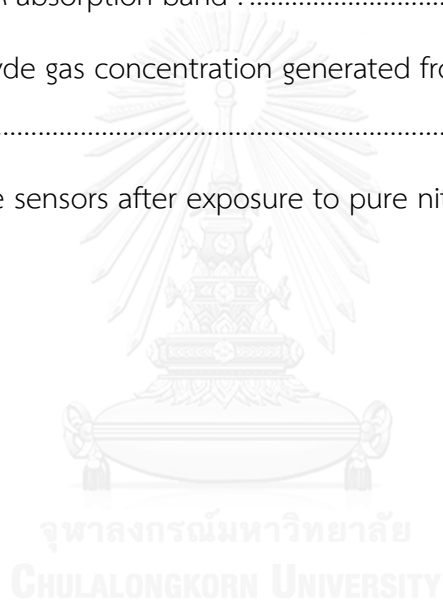 absorption band :................
yde gas concentration generated fro
................................................................
e sensors after exposure to pure nit
จุฬาลงกรณ์มหาวิทยาลัย
CHULALONGKORN UNIVERSITY